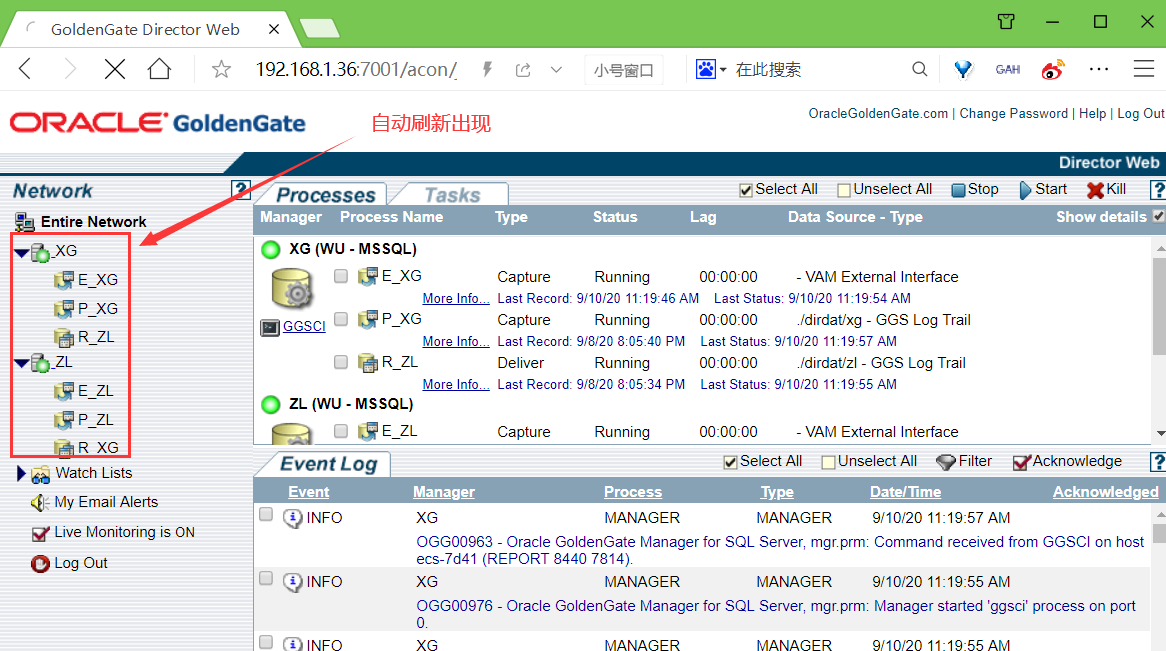 GoldenGate Director Web
192.168.1.36:7001/acon/
小号窗口
在此搜索
GAH
ORACLE GoldenGate
自动刷新出现
OracleGoldenGate.com | Change Password | Help | Log Out
Director Web
Network ?
Entire Network
XG
E_XG
P_XG
R_ZL
ZL
E_ZL
P_ZL
R_XG
Watch Lists
My Email Alerts
Live Monitoring is ON
Log Out
Processes Tasks Select All Unselect All Stop Start Kill ?
Manager Process Name Type Status Lag Data Source - Type Show details
XG (WU - MSSQL)
E_XG Capture Running 00:00:00 - VAM External Interface
More Info... Last Record: 9/10/20 11:19:46 AM Last Status: 9/10/20 11:19:54 AM
GGSCI P_XG Capture Running 00:00:00 ./dirdat/xg - GGS Log Trail
More Info... Last Record: 9/8/20 8:05:40 PM Last Status: 9/10/20 11:19:57 AM
R_ZL Deliver Running 00:00:00 ./dirdat/zl - GGS Log Trail
More Info... Last Record: 9/8/20 8:05:34 PM Last Status: 9/10/20 11:19:55 AM
ZL (WU - MSSQL)
E_ZL Capture Running 00:00:00 - VAM External Interface
Event Log Select All Unselect All Filter Acknowledge ?
Event Manager Process Type Date/Time Acknowledged
INFO XG MANAGER MANAGER 9/10/20 11:19:57 AM
OGG00963 - Oracle GoldenGate Manager for SQL Server, mgr.prm: Command received from GGSCI on host
ecs-7d41 (REPORT 8440 7814).
INFO XG MANAGER MANAGER 9/10/20 11:19:55 AM
OGG00976 - Oracle GoldenGate Manager for SQL Server, mgr.prm: Manager started 'ggsci' process on port
0.
INFO XG MANAGER MANAGER 9/10/20 11:19:55 AM